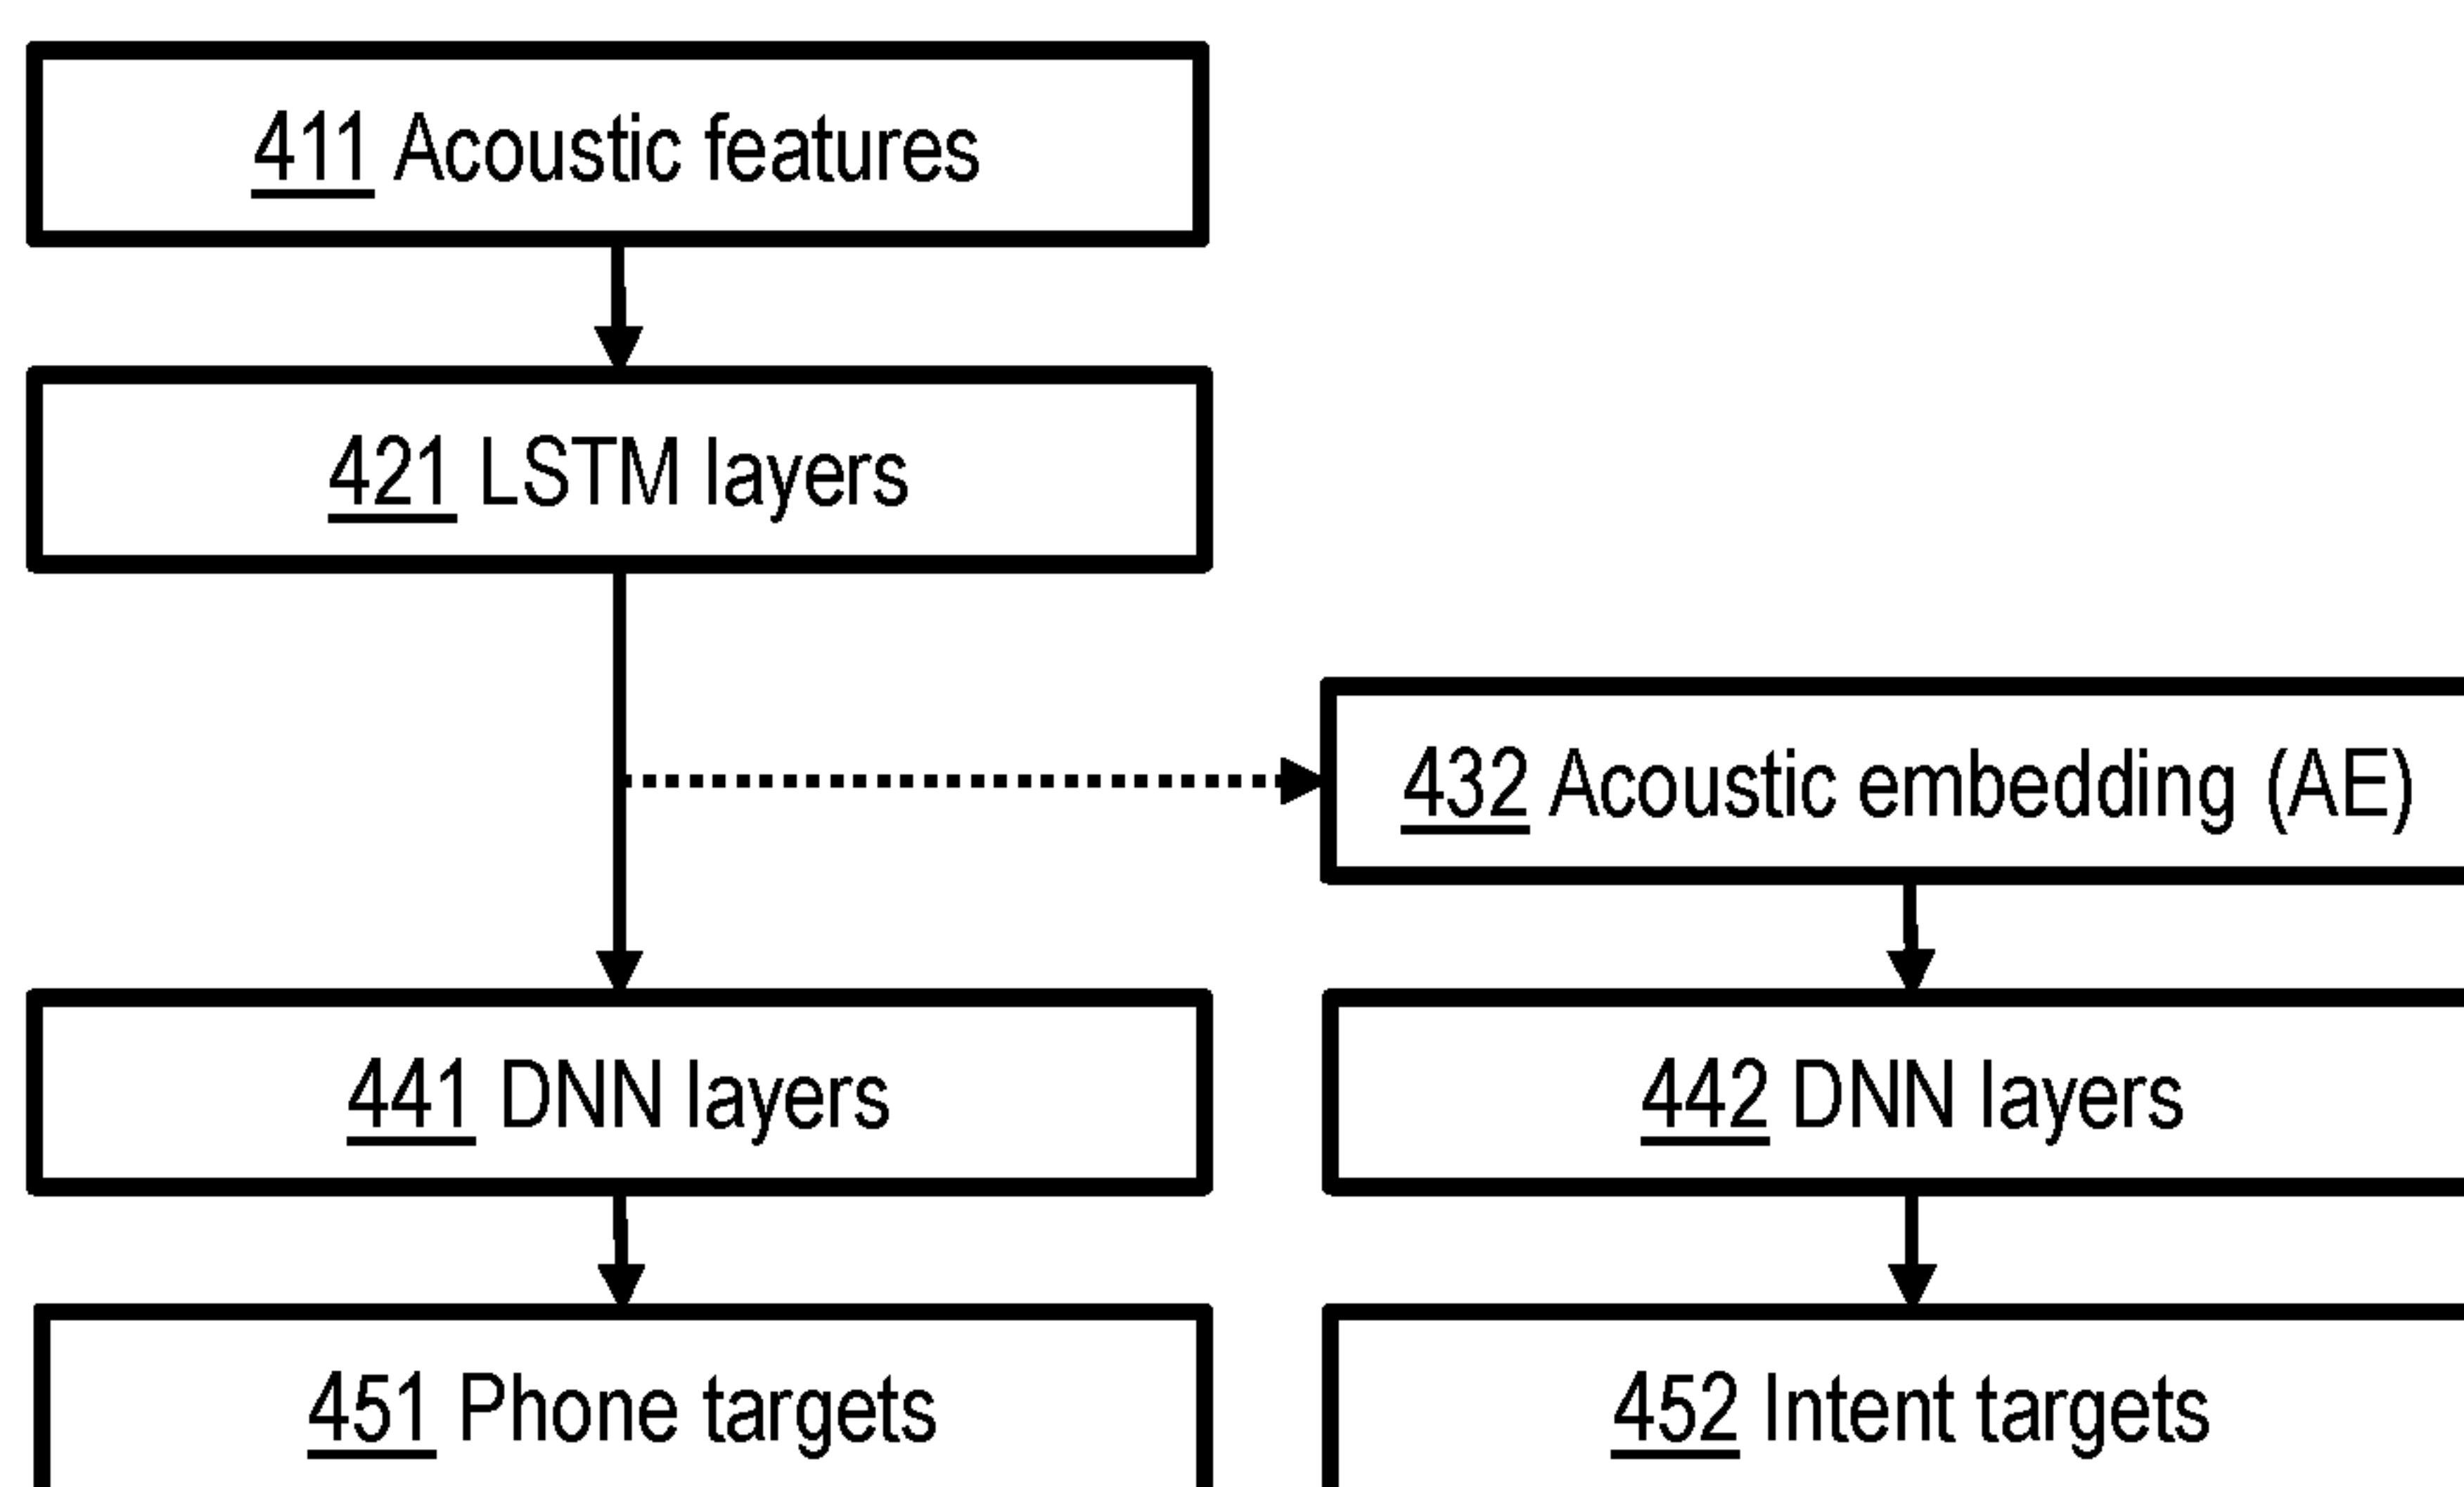 411 Acoustic features
421 LSTM layers
432 Acoustic embedding (AE)
441 DNN layers
442 DNN layers
451 Phone targets
452 Intent targets